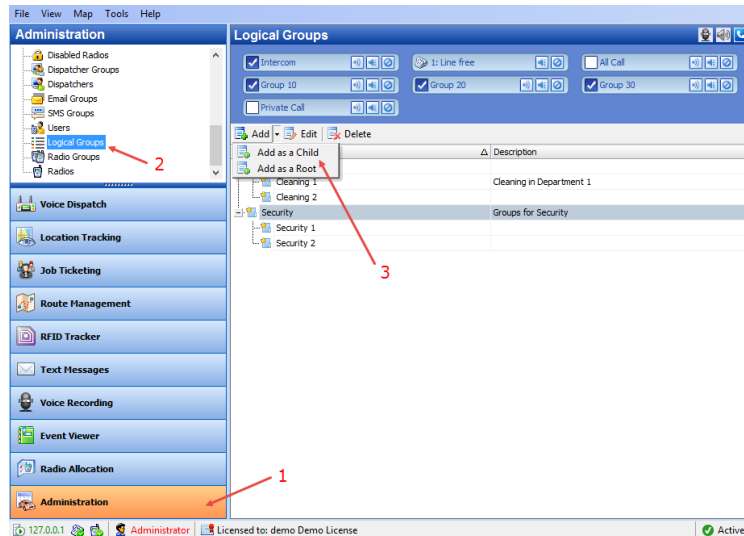 File View Map Tools Help
Administration
Logical Groups
Disabled Radios
Dispatcher Groups
Dispatchers
Email Groups
SMS Groups
Users
Logical Groups
Radio Groups
Radios
2
Intercom
1: Line free
All Call
Group 10
Group 20
Group 30
Private Call
Add Edit Delete
Add as a Child
Add as a Root
Description
Cleaning 1 Cleaning in Department 1
Cleaning 2
Security Groups for Security
Security 1
Security 2
3
Voice Dispatch
Location Tracking
Job Ticketing
Route Management
RFID Tracker
Text Messages
Voice Recording
Event Viewer
Radio Allocation
Administration
1
127.0.0.1 Administrator Licensed to: demo Demo License Active